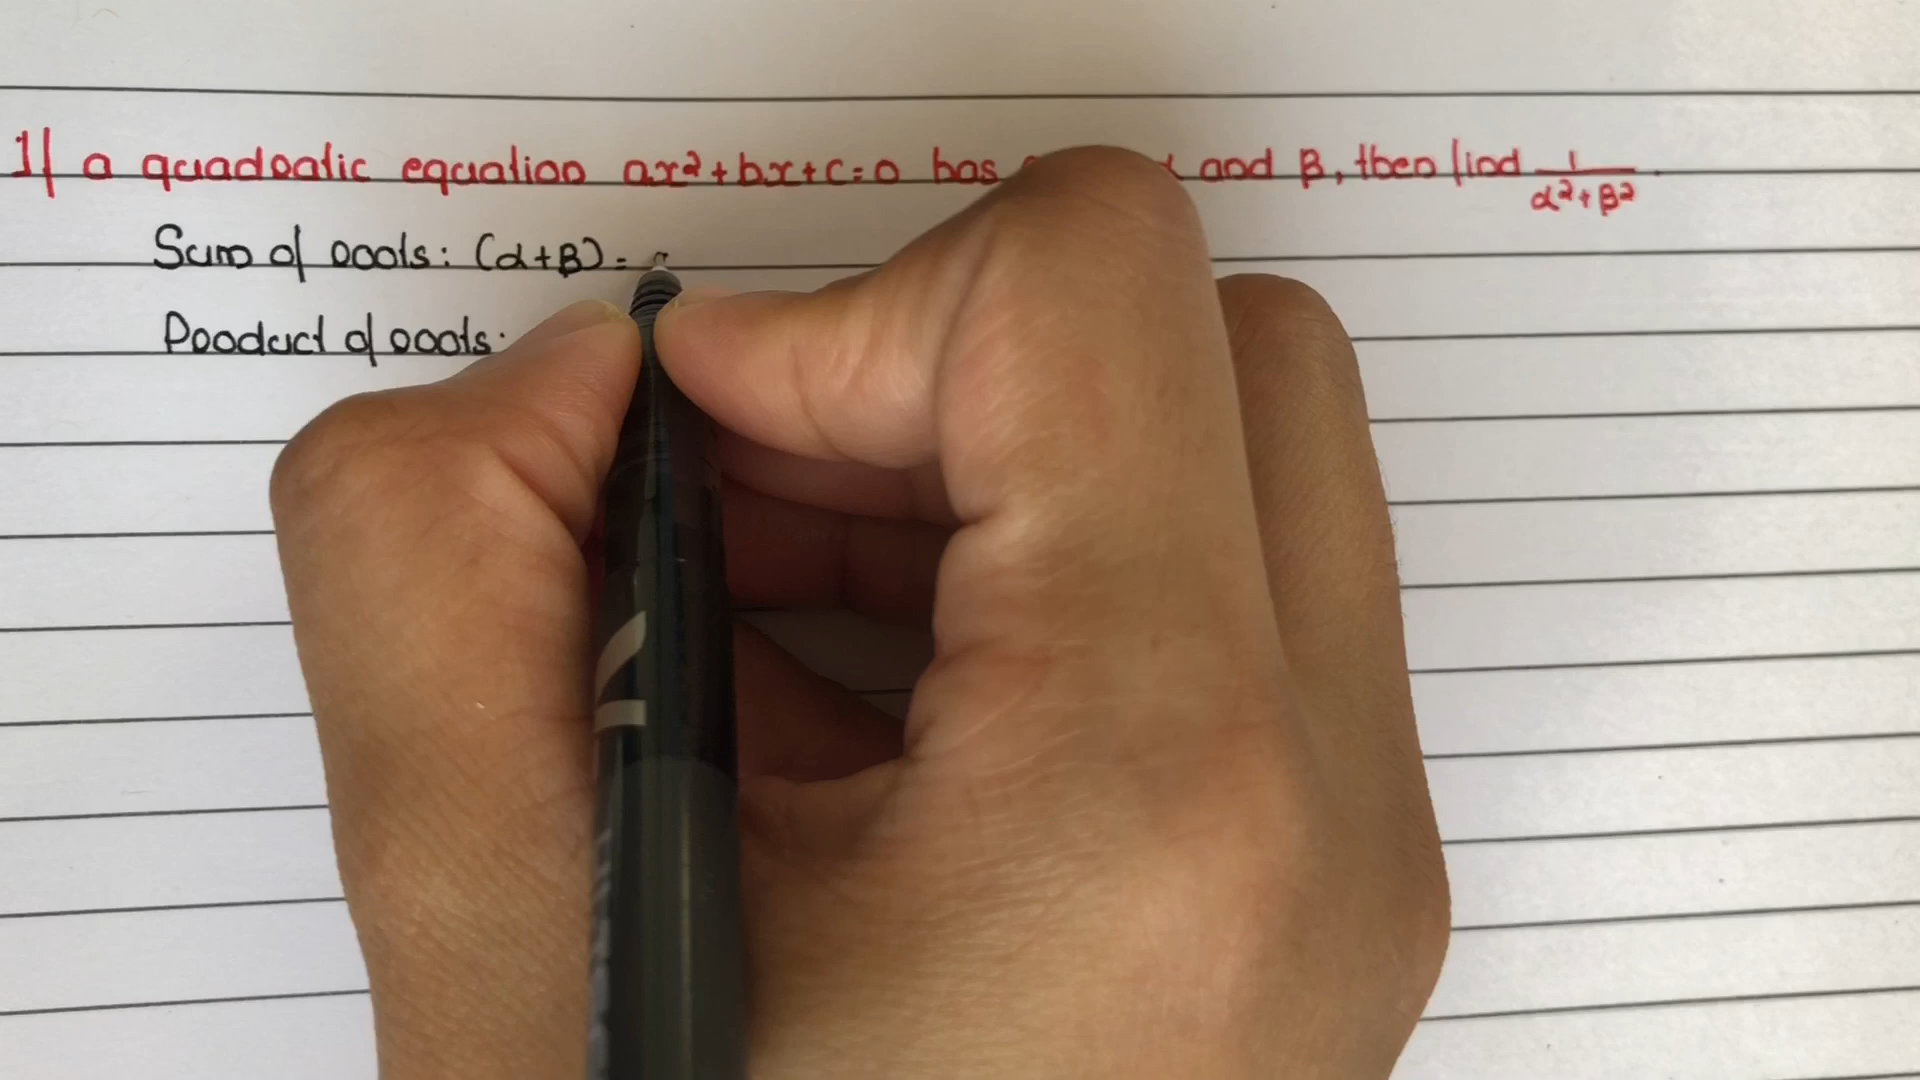 If a quadratic equation ax²+bx+c=0 has α and β, then find 1/(α²+β²)
Sum of roots: (α+β) =
Product of roots: